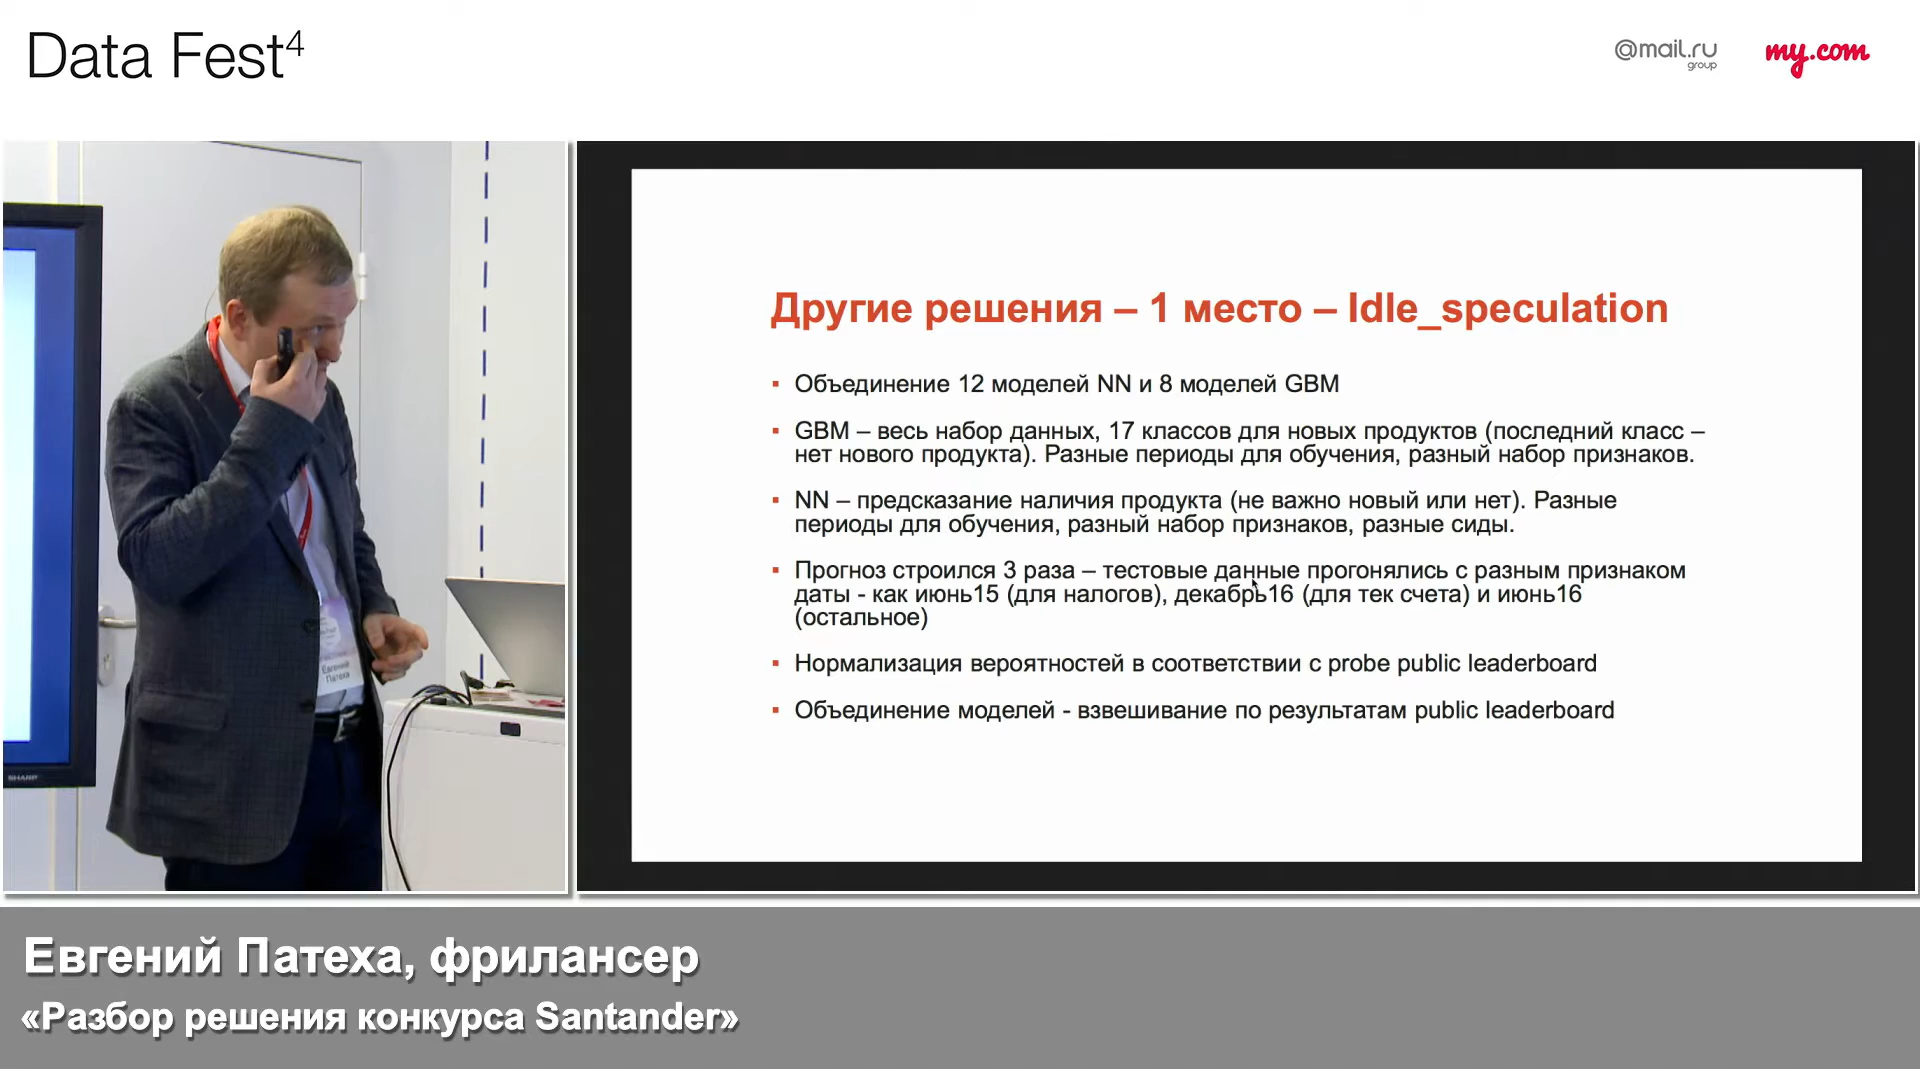 Data Fest⁴
@mail.ru
group
my.com
SHARP
Евгений
Патеха
Другие решения – 1 место – Idle_speculation
▪ Объединение 12 моделей NN и 8 моделей GBM
▪ GBM – весь набор данных, 17 классов для новых продуктов (последний класс –
нет нового продукта). Разные периоды для обучения, разный набор признаков.
▪ NN – предсказание наличия продукта (не важно новый или нет). Разные
периоды для обучения, разный набор признаков, разные сиды.
▪ Прогноз строился 3 раза – тестовые данные прогонялись с разным признаком
даты - как июнь15 (для налогов), декабрь16 (для тек счета) и июнь16
(остальное)
▪ Нормализация вероятностей в соответствии с probe public leaderboard
▪ Объединение моделей - взвешивание по результатам public leaderboard
Евгений Патеха, фрилансер
«Разбор решения конкурса Santander»